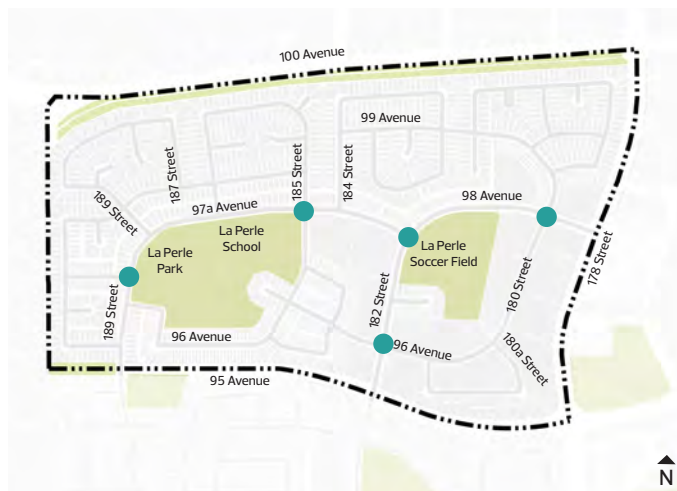 100 Avenue
99 Avenue
187 Street
185 Street
184 Street
189 Street
97a Avenue
98 Avenue
La Perle
School
La Perle
Park
La Perle
Soccer Field
178 Street
180 Street
182 Street
189 Street
96 Avenue
96 Avenue
180a Street
95 Avenue
N